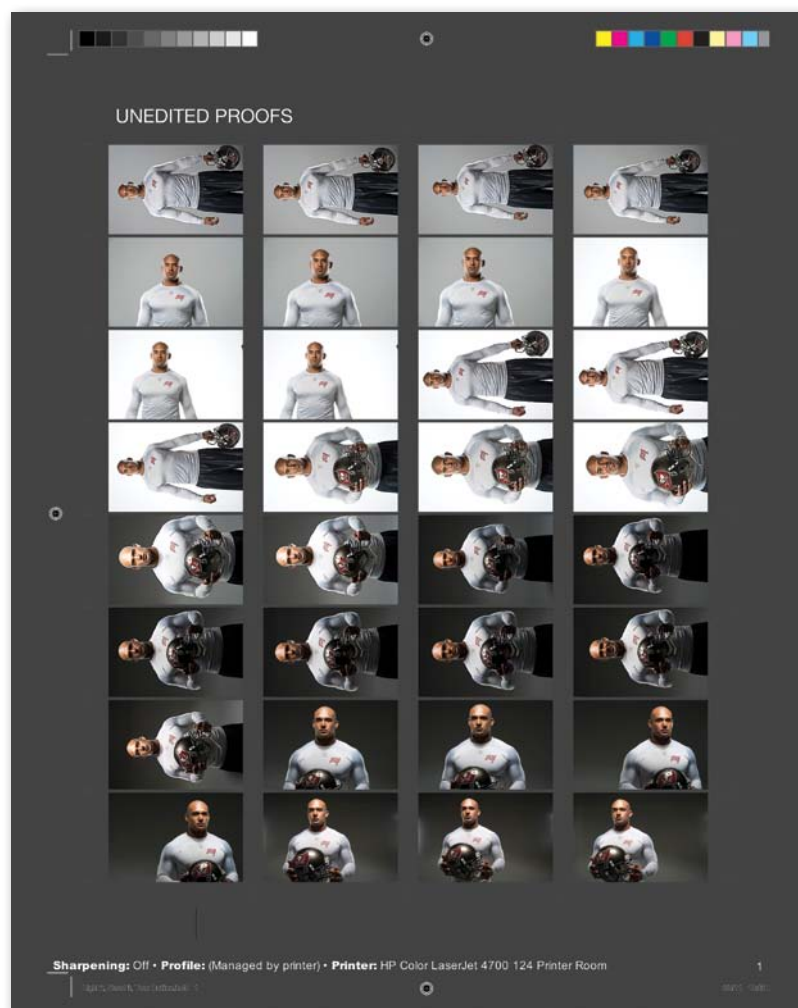 UNEDITED PROOFS
Sharpening: Off • Profile: (Managed by printer) • Printer: HP Color LaserJet 4700 124 Printer Room
1